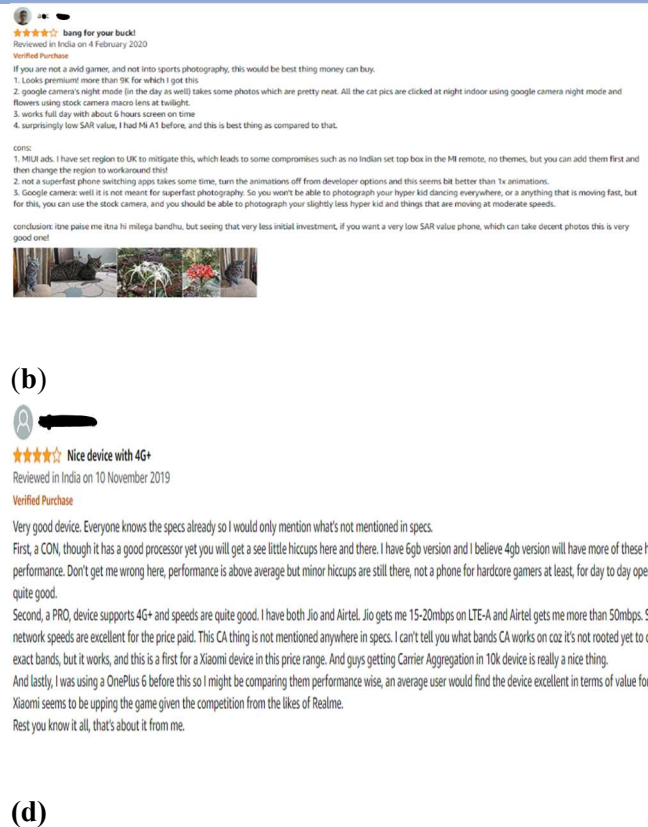 bang for your buck!
Reviewed in India on 4 February 2020
Verified Purchase
If you are not a avid gamer, and not into sports photography, this would be best thing money can buy.
1. Looks premium! more than 9K for which I got this
2. google camera's night mode (in the day as well) takes some photos which are pretty neat. All the cat pics are clicked at night indoor using google camera night mode and
flowers using stock camera macro lens at twilight.
3. works full day with about 6 hours screen on time
4. surprisingly low SAR value, I had Mi A1 before, and this is best thing as compared to that.
cons:
1. MIUI ads. I have set region to UK to mitigate this, which leads to some compromises such as no Indian set top box in the MI remote, no themes, but you can add them first and
then change the region to workaround this!
2. not a superfast phone switching apps takes some time, turn the animations off from developer options and this seems bit better than 1x animations.
3. Google camera: well it is not meant for superfast photography. So you won't be able to photograph your hyper kid dancing everywhere, or a anything that is moving fast, but
for this, you can use the stock camera, and you should be able to photograph your slightly less hyper kid and things that are moving at moderate speeds.
conclusion: itne paise me itna hi milega bandhu, but seeing that very less initial investment, if you want a very low SAR value phone, which can take decent photos this is very
good one!
(b)
Nice device with 4G+
Reviewed in India on 10 November 2019
Verified Purchase
Very good device. Everyone knows the specs already so I would only mention what's not mentioned in specs.
First, a CON, though it has a good processor yet you will get a see little hiccups here and there. I have 6gb version and I believe 4gb version will have more of these
performance. Don't get me wrong here, performance is above average but minor hiccups are still there, not a phone for hardcore gamers at least, for day to day
quite good.
Second, a PRO, device supports 4G+ and speeds are quite good. I have both Jio and Airtel. Jio gets me 15-20mbps on LTE-A and Airtel gets me more than 50mbps.
network speeds are excellent for the price paid. This CA thing is not mentioned anywhere in specs. I can't tell you what bands CA works on coz it's not rooted yet to
exact bands, but it works, and this is a first for a Xiaomi device in this price range. And guys getting Carrier Aggregation in 10k device is really a nice thing.
And lastly, I was using a OnePlus 6 before this so I might be comparing them performance wise, an average user would find the device excellent in terms of value
Xiaomi seems to be upping the game given the competition from the likes of Realme.
Rest you know it all, that's about it from me.
(d)